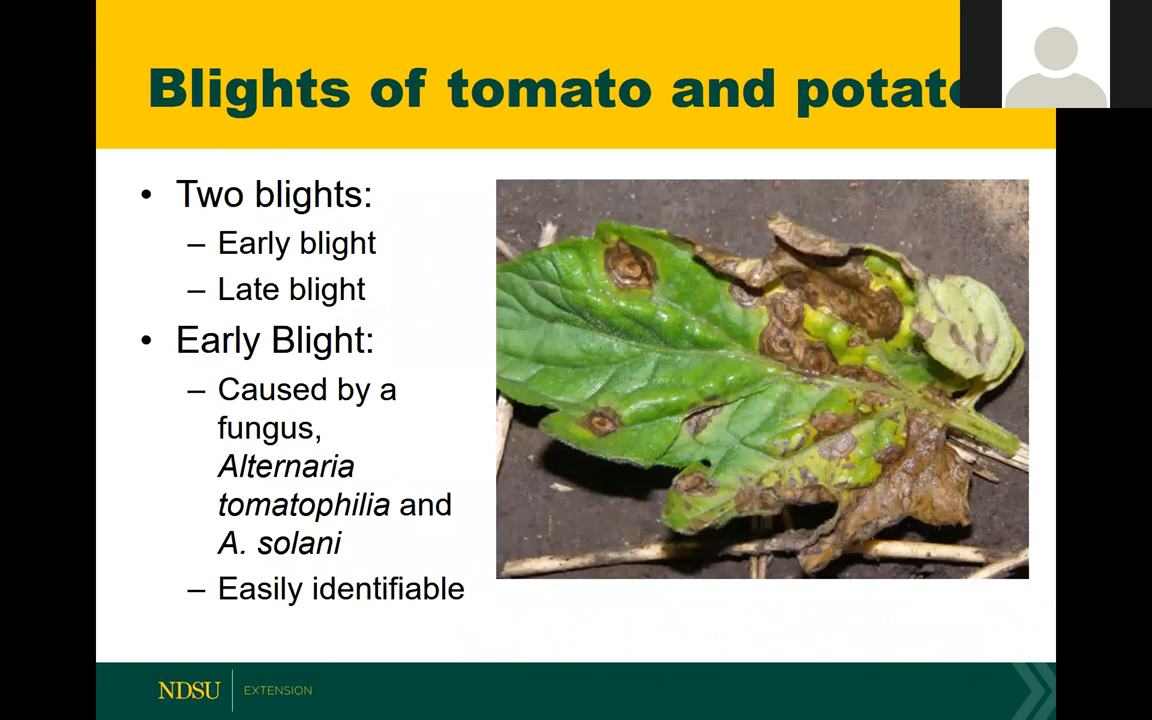 Blights of tomato and potato
• Two blights:
– Early blight
– Late blight
• Early Blight:
– Caused by a
fungus,
Alternaria
tomatophilia and
A. solani
– Easily identifiable
NDSU EXTENSION